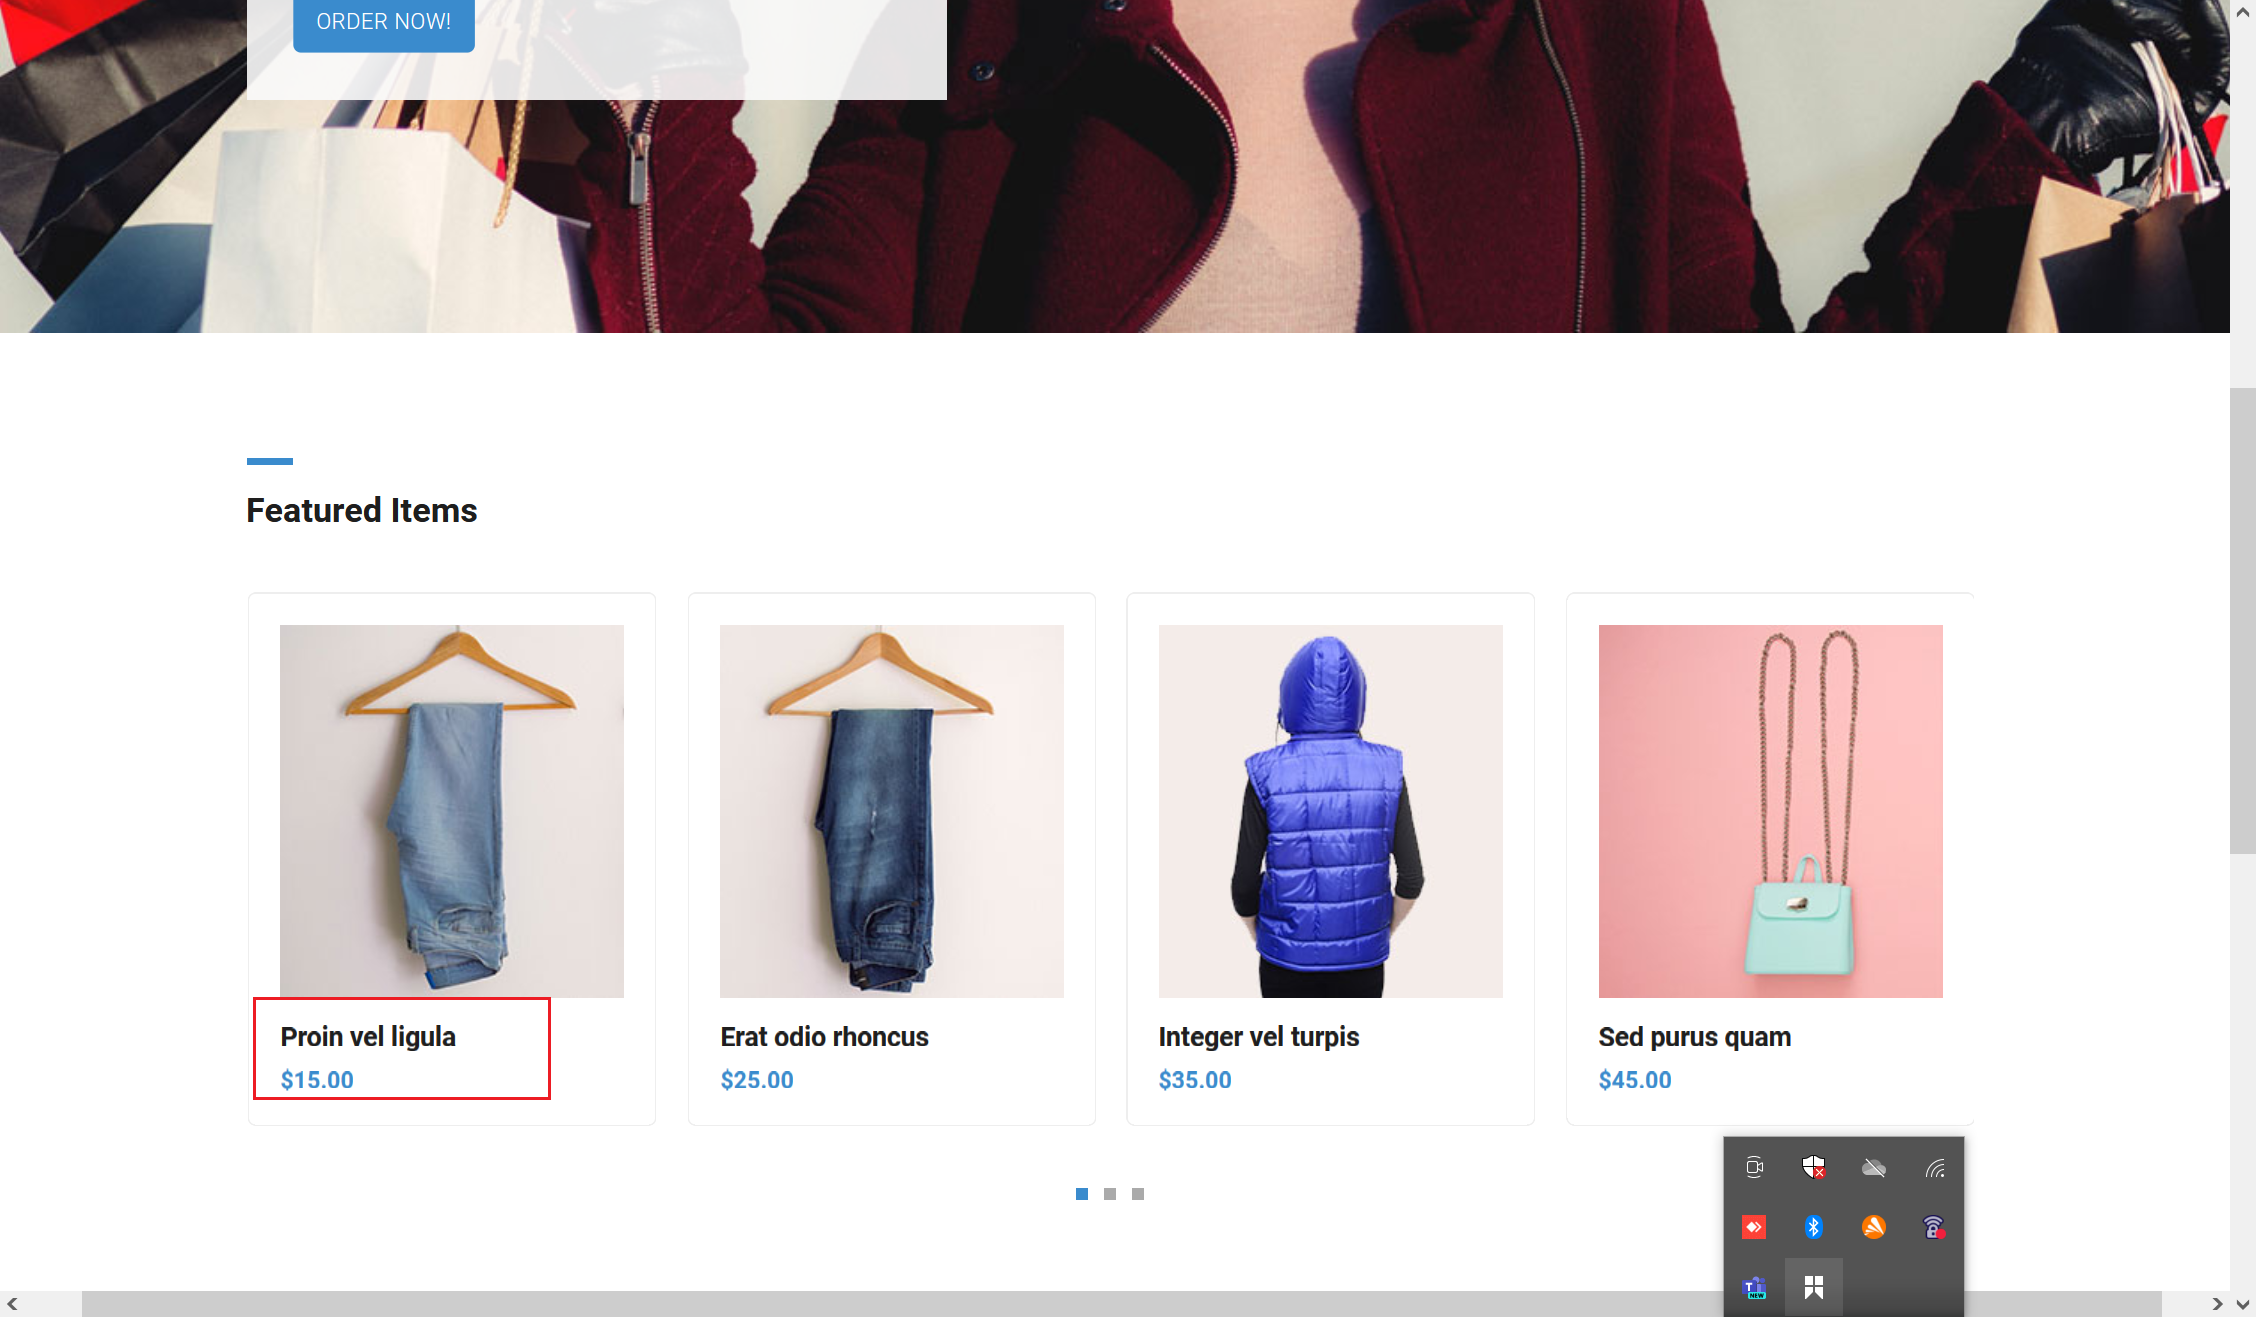 ORDER NOW!
Featured Items
Proin vel ligula
$15.00
Erat odio rhoncus
$25.00
Integer vel turpis
$35.00
Sed purus quam
$45.00
T
NEW